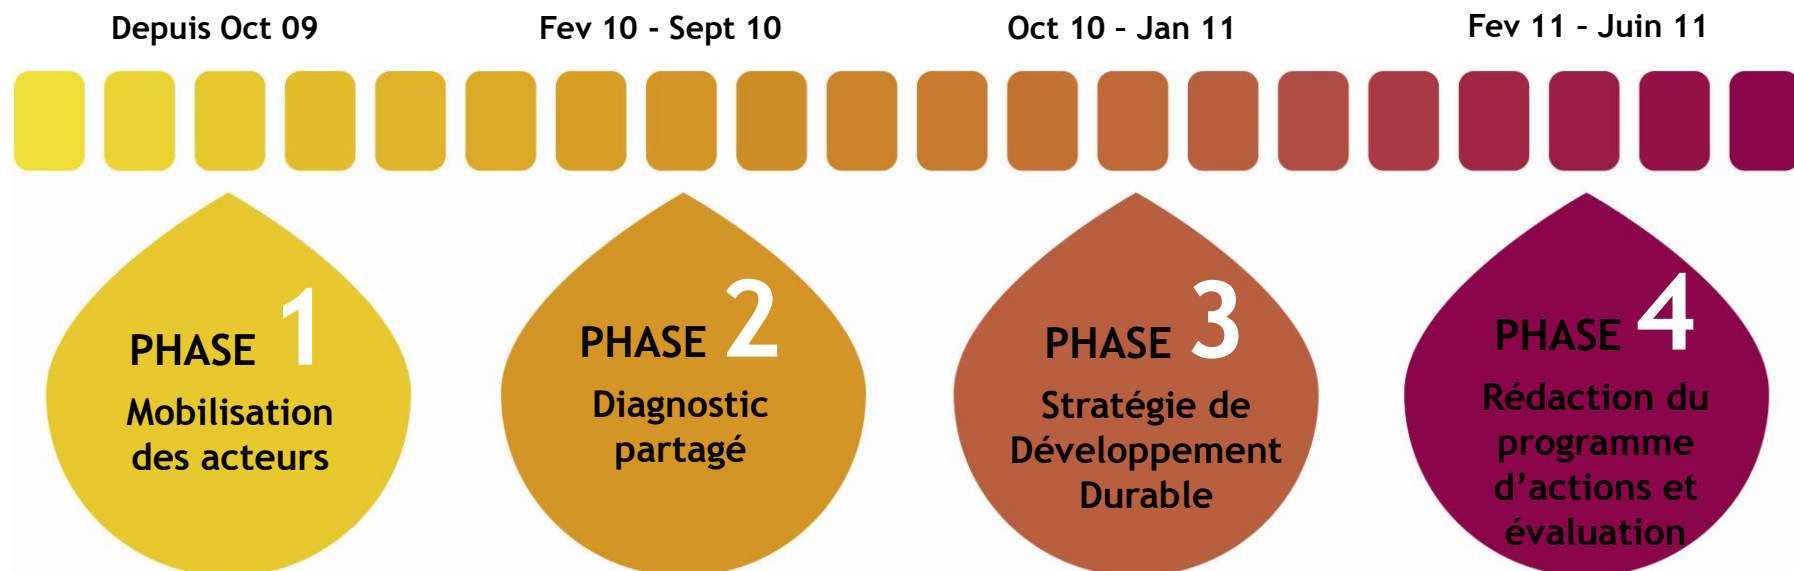 Depuis Oct 09
Fev 10 - Sept 10
Oct 10 – Jan 11
Fev 11 – Juin 11
PHASE 1
Mobilisation
des acteurs
PHASE 2
Diagnostic
partagé
PHASE 3
Stratégie de
Développement
Durable
PHASE 4
Rédaction du
programme
d’actions et
évaluation